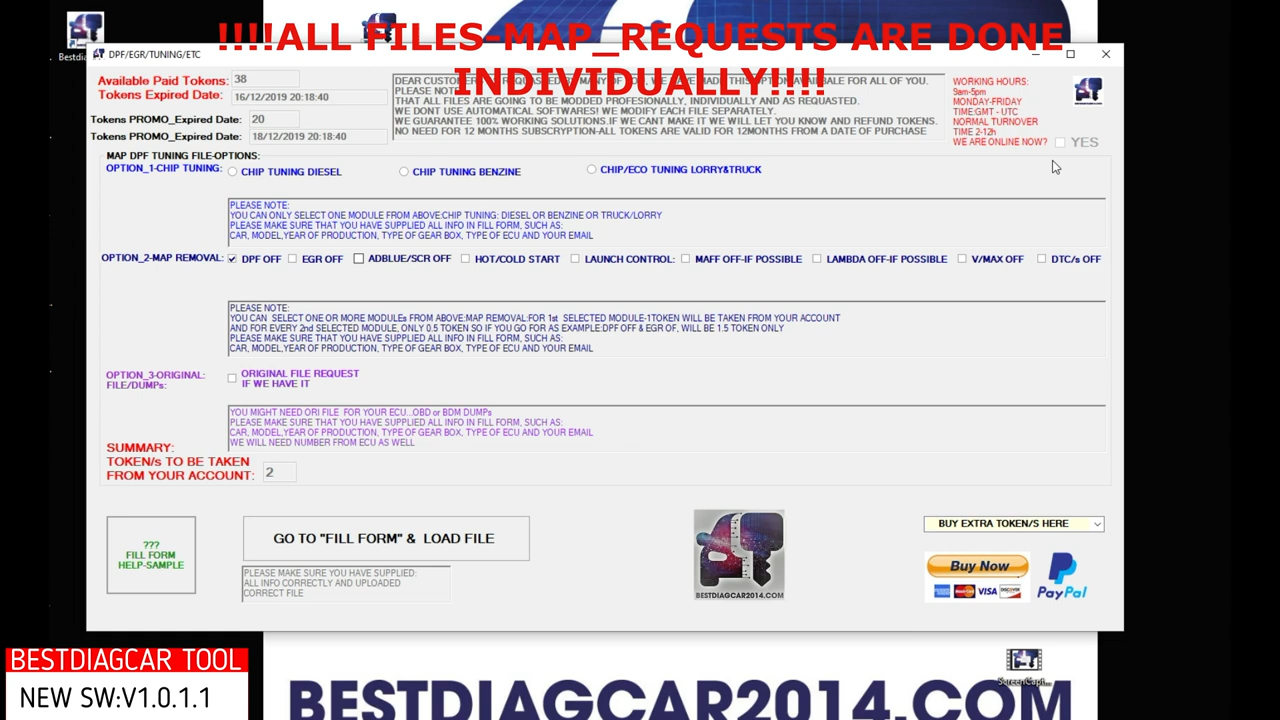 !!!!ALL FILES-MAP_REQUESTS ARE DONE
INDIVIDUALLY!!!!
Bestdia
DPF/EGR/TUNING/ETC
Available Paid Tokens: 38
Tokens Expired Date: 16/12/2019 20:18:40
Tokens PROMO_Expired Date: 20
Tokens PROMO_Expired Date: 18/12/2019 20:18:40
DEAR CUSTOMER
PLEASE NOTE
THAT ALL FILES ARE GOING TO BE MODDED PROFESIONALLY, INDIVIDUALLY AND AS REQUASTED.
WE DONT USE AUTOMATICAL SOFTWARES! WE MODIFY EACH FILE SEPARATELY.
WE GUARANTEE 100% WORKING SOLUTIONS.IF WE CANT MAKE IT WE WILL LET YOU KNOW AND REFUND TOKENS.
NO NEED FOR 12 MONTHS SUBSCRYPTION-ALL TOKENS ARE VALID FOR 12MONTHS FROM A DATE OF PURCHASE
WORKING HOURS:
9am-5pm
MONDAY-FRIDAY
TIME:GMT - UTC
NORMAL TURNOVER
TIME 2-12h
WE ARE ONLINE NOW? YES
MAP DPF TUNING FILE-OPTIONS:
OPTION_1-CHIP TUNING: CHIP TUNING DIESEL CHIP TUNING BENZINE CHIP/ECO TUNING LORRY&TRUCK
PLEASE NOTE:
YOU CAN ONLY SELECT ONE MODULE FROM ABOVE:CHIP TUNING: DIESEL OR BENZINE OR TRUCK/LORRY
PLEASE MAKE SURE THAT YOU HAVE SUPPLIED ALL INFO IN FILL FORM, SUCH AS:
CAR, MODEL,YEAR OF PRODUCTION, TYPE OF GEAR BOX, TYPE OF ECU AND YOUR EMAIL
OPTION_2-MAP REMOVAL: DPF OFF EGR OFF ADBLUE/SCR OFF HOT/COLD START LAUNCH CONTROL: MAFF OFF-IF POSSIBLE LAMBDA OFF-IF POSSIBLE V/MAX OFF DTC/s OFF
PLEASE NOTE:
YOU CAN SELECT ONE OR MORE MODULEs FROM ABOVE:MAP REMOVAL:FOR 1st SELECTED MODULE-1TOKEN WILL BE TAKEN FROM YOUR ACCOUNT
AND FOR EVERY 2nd SELECTED MODULE, ONLY 0.5 TOKEN SO IF YOU GO FOR AS EXAMPLE:DPF OFF & EGR OF, WILL BE 1.5 TOKEN ONLY
PLEASE MAKE SURE THAT YOU HAVE SUPPLIED ALL INFO IN FILL FORM, SUCH AS:
CAR, MODEL,YEAR OF PRODUCTION, TYPE OF GEAR BOX, TYPE OF ECU AND YOUR EMAIL
OPTION_3-ORIGINAL:
FILE/DUMPs:
ORIGINAL FILE REQUEST
IF WE HAVE IT
YOU MIGHT NEED ORI FILE FOR YOUR ECU...OBD or BDM DUMPs
PLEASE MAKE SURE THAT YOU HAVE SUPPLIED ALL INFO IN FILL FORM, SUCH AS:
CAR, MODEL,YEAR OF PRODUCTION, TYPE OF GEAR BOX, TYPE OF ECU AND YOUR EMAIL
WE WILL NEED NUMBER FROM ECU AS WELL
SUMMARY:
TOKEN/s TO BE TAKEN
FROM YOUR ACCOUNT: 2
???
FILL FORM
HELP-SAMPLE
GO TO "FILL FORM" & LOAD FILE
PLEASE MAKE SURE YOU HAVE SUPPLIED:
ALL INFO CORRECTLY AND UPLOADED
CORRECT FILE
BESTDIAGCAR2014.COM
BUY EXTRA TOKEN/S HERE
Buy Now
VISA
DISCOVER
PayPal
BESTDIAGCAR TOOL
NEW SW:V1.0.1.1
ScreenCapt...
BESTDIAGCAR2014.COM